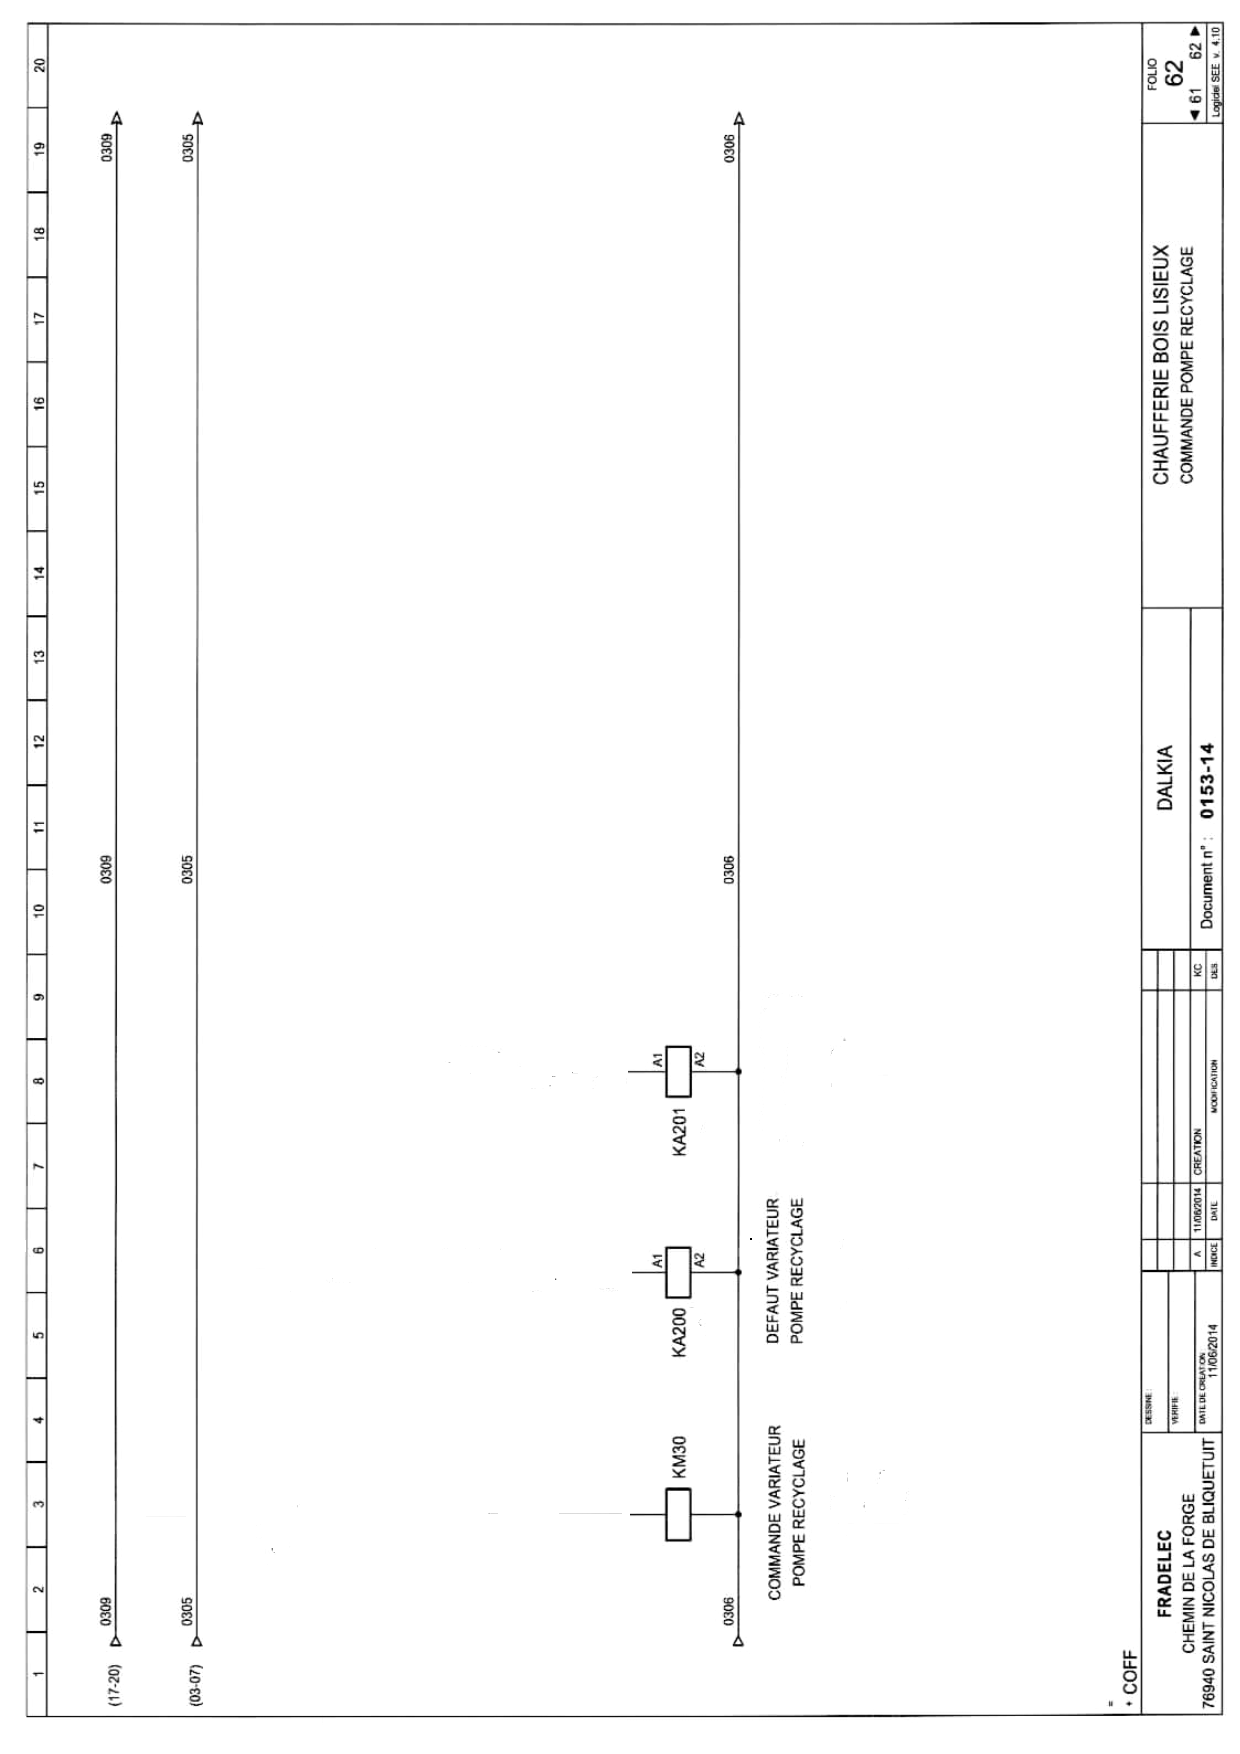 1 2 3 4 5 6 7 8 9 10 11 12 13 14 15 16 17 18 19 20
(17-20) 0309 0309 0309
(03-07) 0305 0305 0305
A1 A1
KM30 KA200 KA201
A2 A2
0306 0306 0306
COMMANDE VARIATEUR
POMPE RECYCLAGE
DEFAUT VARIATEUR
POMPE RECYCLAGE
=
+ COFF
FRADELEC
CHEMIN DE LA FORGE
76940 SAINT NICOLAS DE BLIQUETUIT
DESSINE :
VERIFIE :
DATE DE CREATION
11/06/2014
A 11/06/2014 CREATION KC
INDICE DATE MODIFICATION DES
DALKIA
Document n° : 0153-14
CHAUFFERIE BOIS LISIEUX
COMMANDE POMPE RECYCLAGE
FOLIO
62
◄ 61 62 ►
Logiciel SEE v. 4.10